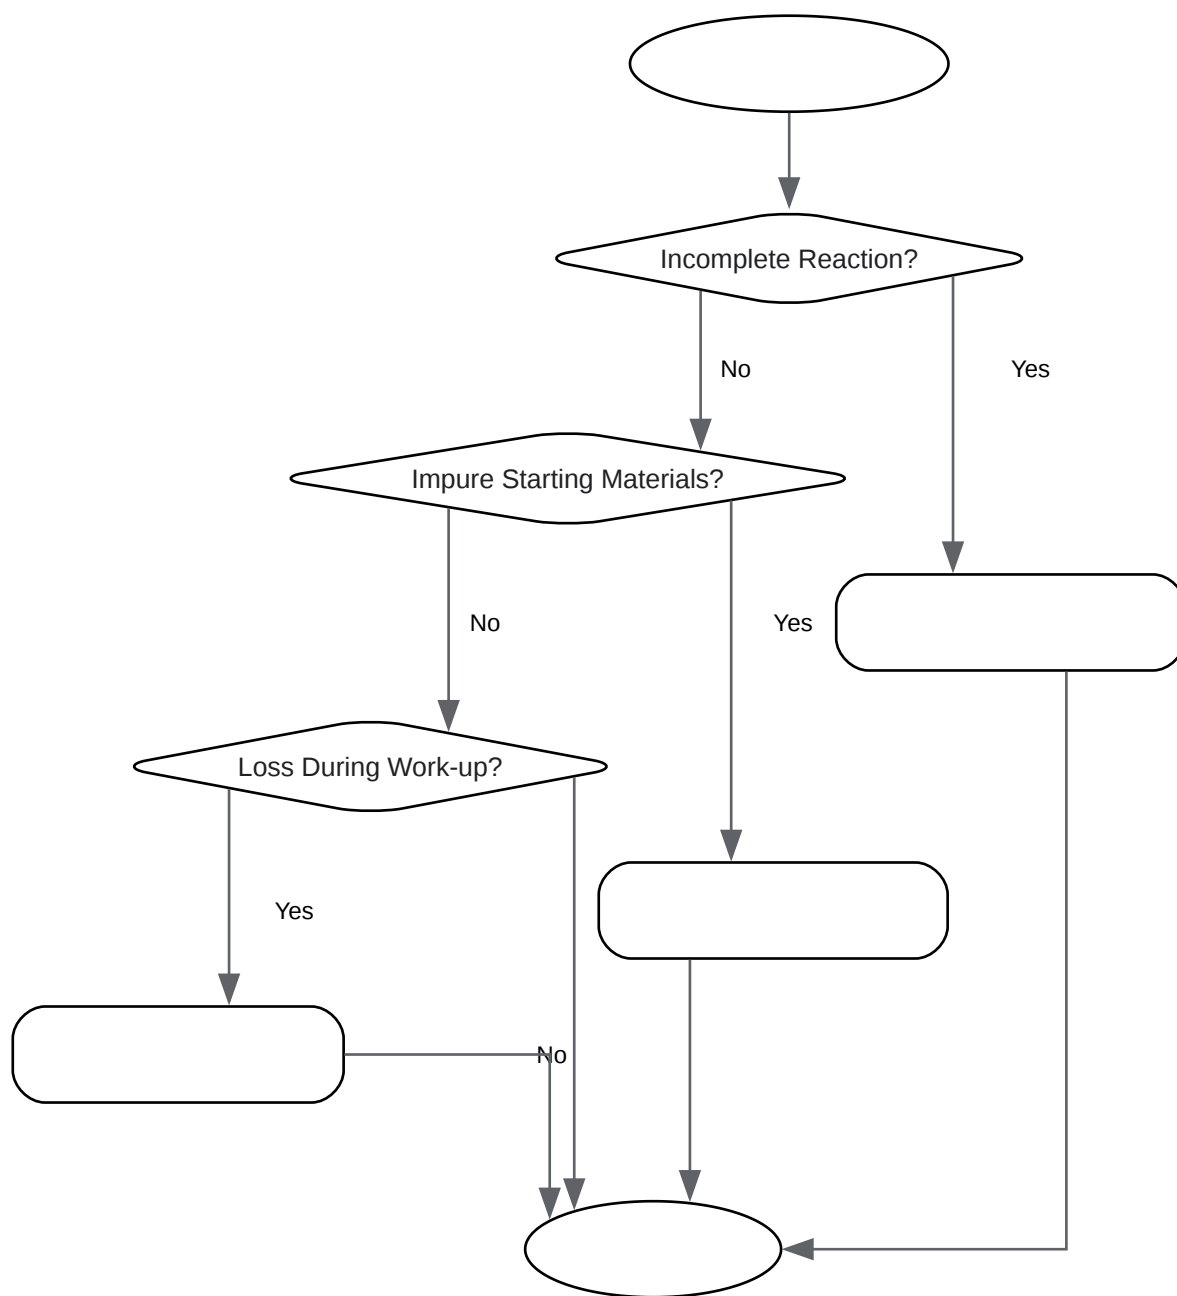 Incomplete Reaction?
No
Yes
Impure Starting Materials?
No
Yes
Loss During Work-up?
Yes
No